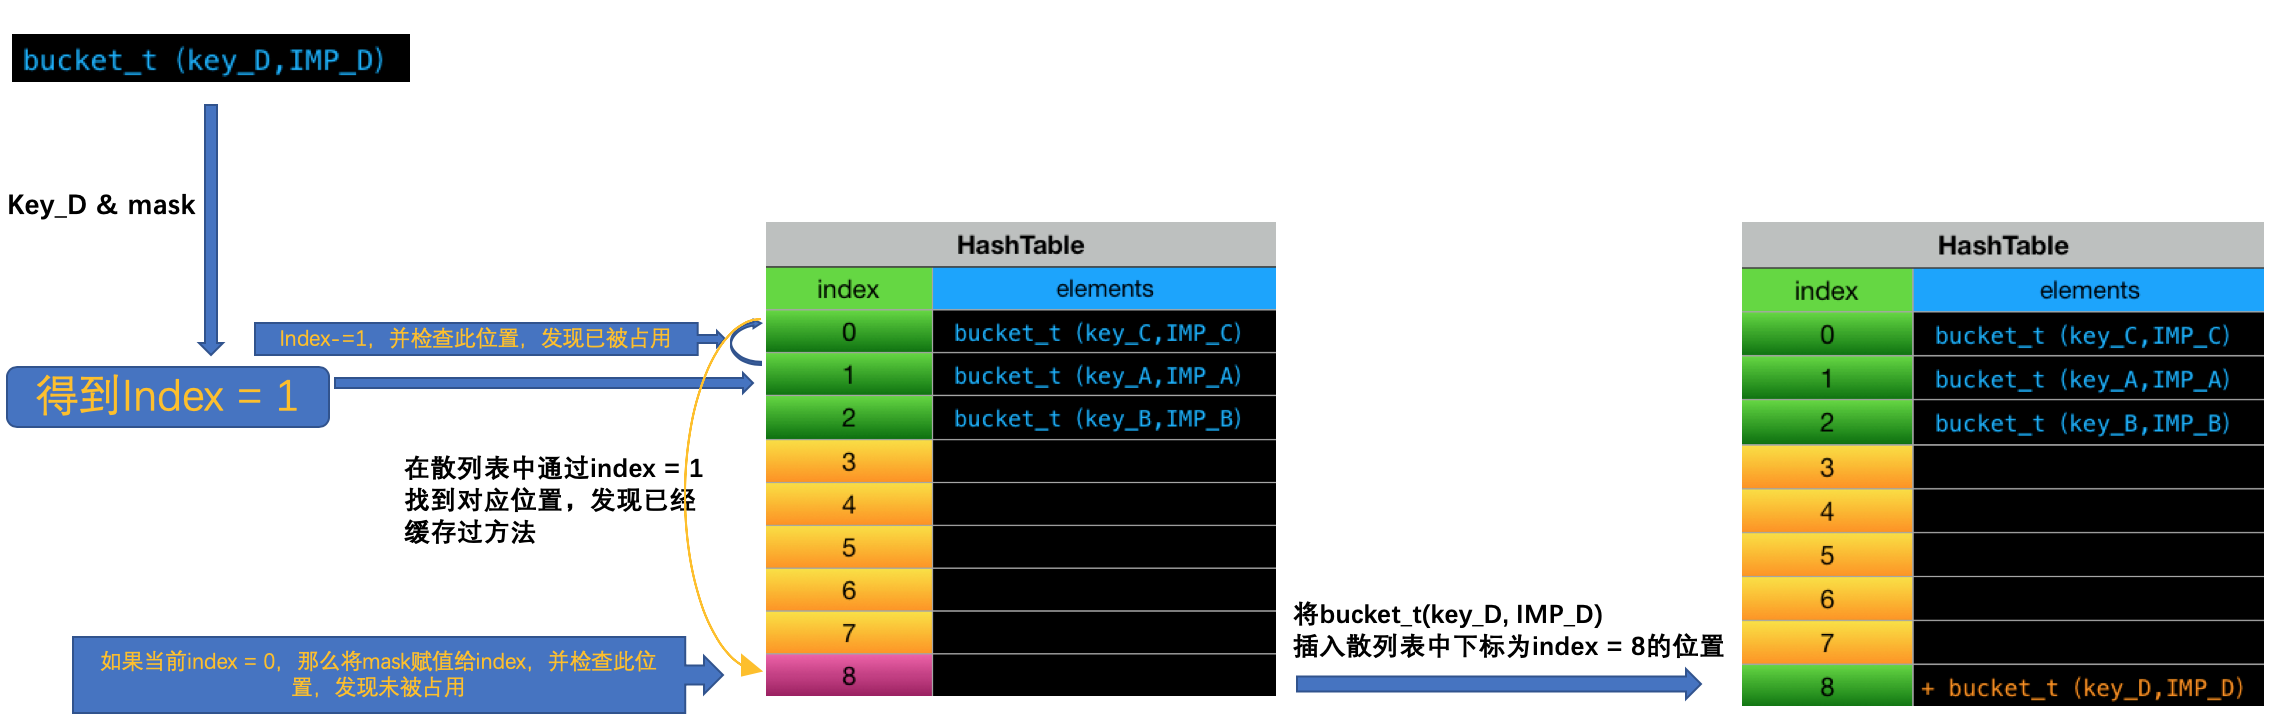 bucket_t (key_D,IMP_D)
Key_D & mask
Index-=1，并检查此位置，发现已被占用
得到Index = 1
在散列表中通过index = 1
找到对应位置，发现已经
缓存过方法
如果当前index = 0，那么将mask赋值给index，并检查此位
置，发现未被占用
HashTable
index elements
0 bucket_t (key_C,IMP_C)
1 bucket_t (key_A,IMP_A)
2 bucket_t (key_B,IMP_B)
3
4
5
6
7
8
将bucket_t(key_D, IMP_D)
插入散列表中下标为index = 8的位置
HashTable
index elements
0 bucket_t (key_C,IMP_C)
1 bucket_t (key_A,IMP_A)
2 bucket_t (key_B,IMP_B)
3
4
5
6
7
8 + bucket_t (key_D,IMP_D)